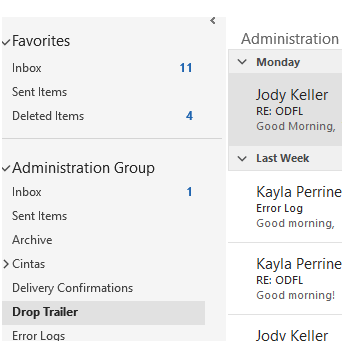 Favorites
Inbox 11
Sent Items
Deleted Items 4
Administration Group
Inbox 1
Sent Items
Archive
Cintas
Delivery Confirmations
Drop Trailer
Error Logs
Administration
Monday
Jody Keller
RE: ODFL
Good Morning,
Last Week
Kayla Perrine
Error Log
Good morning,
Kayla Perrine
RE: ODFL
Good morning!
Jody Keller